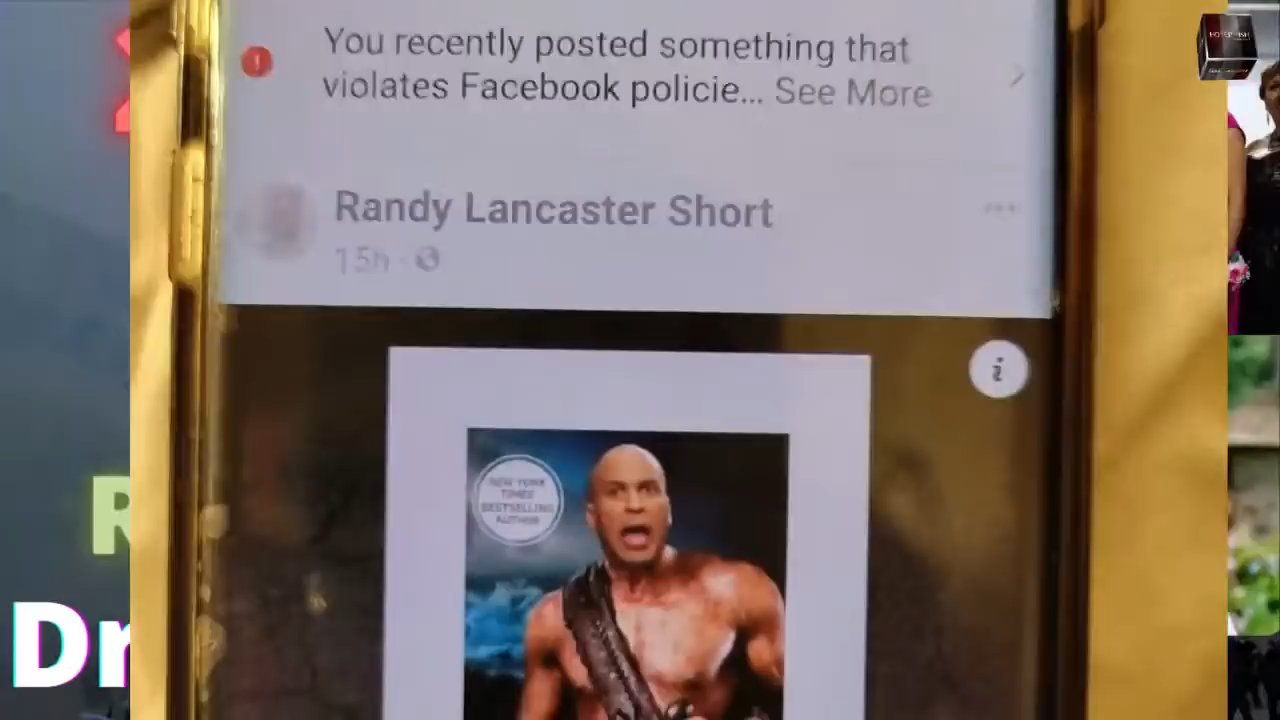 You recently posted something that
violates Facebook policie... See More
Randy Lancaster Short
15h
NEW YORK
TIMES
BESTSELLING
AUTHOR
R
Dr